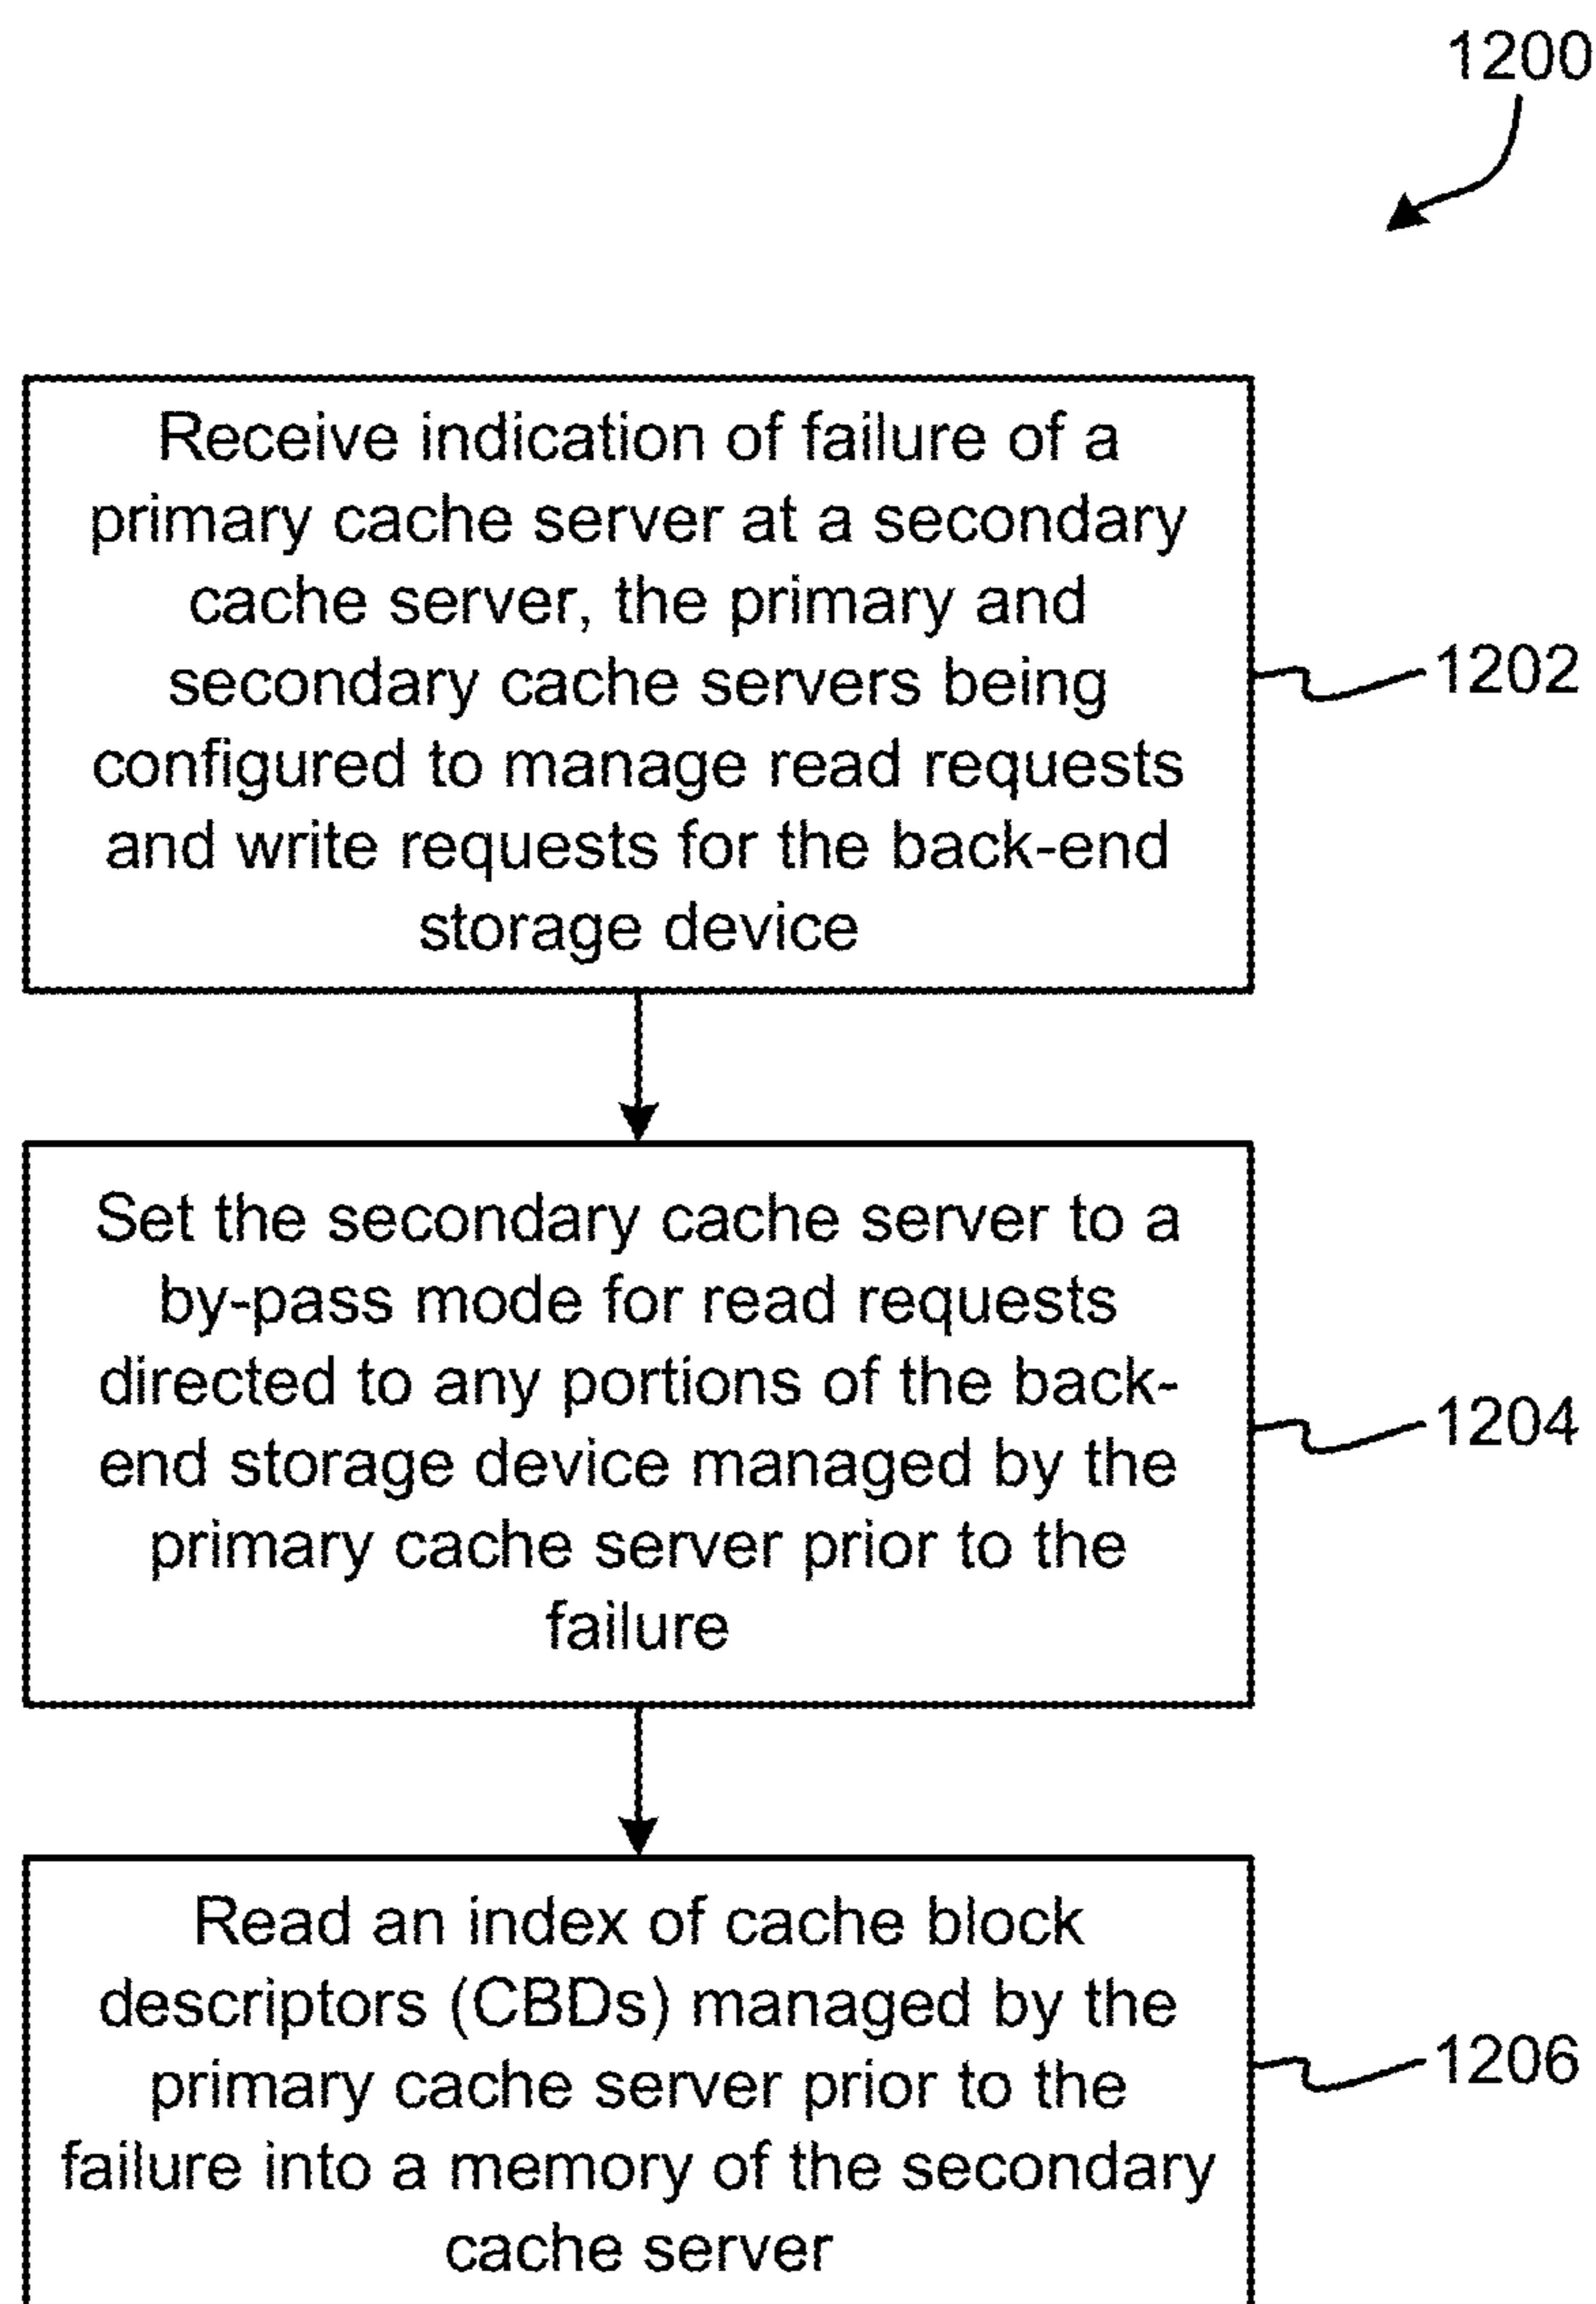 1200
Receive indication of failure of a
primary cache server at a secondary
cache server, the primary and
secondary cache servers being
configured to manage read requests
and write requests for the back-end
storage device
1202
Set the secondary cache server to a
by-pass mode for read requests
directed to any portions of the back-
end storage device managed by the
primary cache server prior to the
failure
1204
Read an index of cache block
descriptors (CBDs) managed by the
primary cache server prior to the
failure into a memory of the secondary
cache server
1206